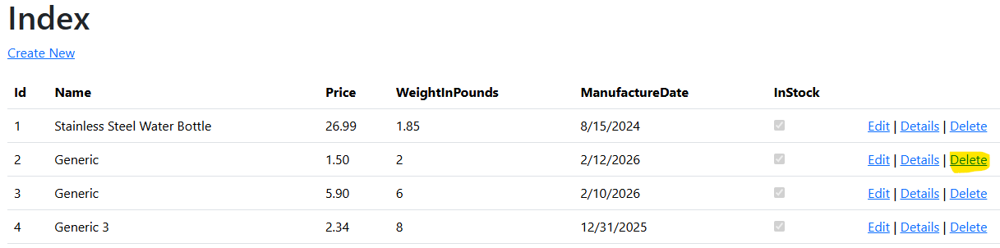 Index
Create New
Id Name Price WeightInPounds ManufactureDate InStock
1 Stainless Steel Water Bottle 26.99 1.85 8/15/2024 Edit | Details | Delete
2 Generic 1.50 2 2/12/2026 Edit | Details | Delete
3 Generic 5.90 6 2/10/2026 Edit | Details | Delete
4 Generic 3 2.34 8 12/31/2025 Edit | Details | Delete